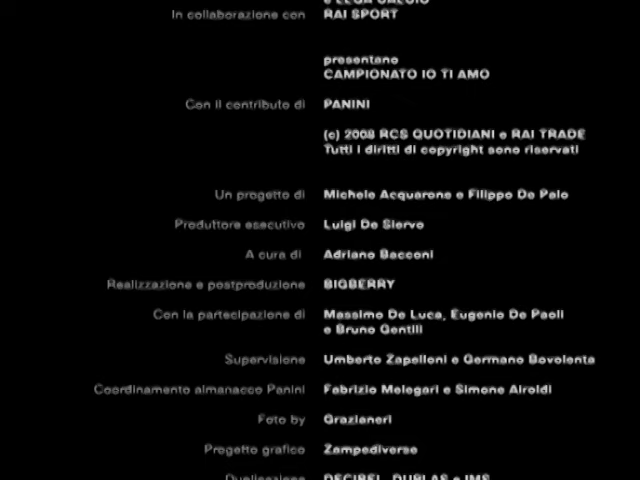 In collaborazione con RAI SPORT
presentano
CAMPIONATO IO TI AMO
Con il contributo di PANINI
(c) 2008 RCS QUOTIDIANI e RAI TRADE
Tutti i diritti di copyright sono riservati
Un progetto di Michele Acquarone e Filippo De Palo
Produttore esecutivo Luigi De Siervo
A cura di Adriano Bacconi
Realizzazione e postproduzione BIGBERRY
Con la partecipazione di Massimo De Luca, Eugenio De Paoli
e Bruno Gentili
Supervisione Umberto Zapelloni e Germano Bovolenta
Coordinamento almanacco Panini Fabrizio Melegari e Simone Airoldi
Foto by Grazianeri
Progetto grafico Zampediverse